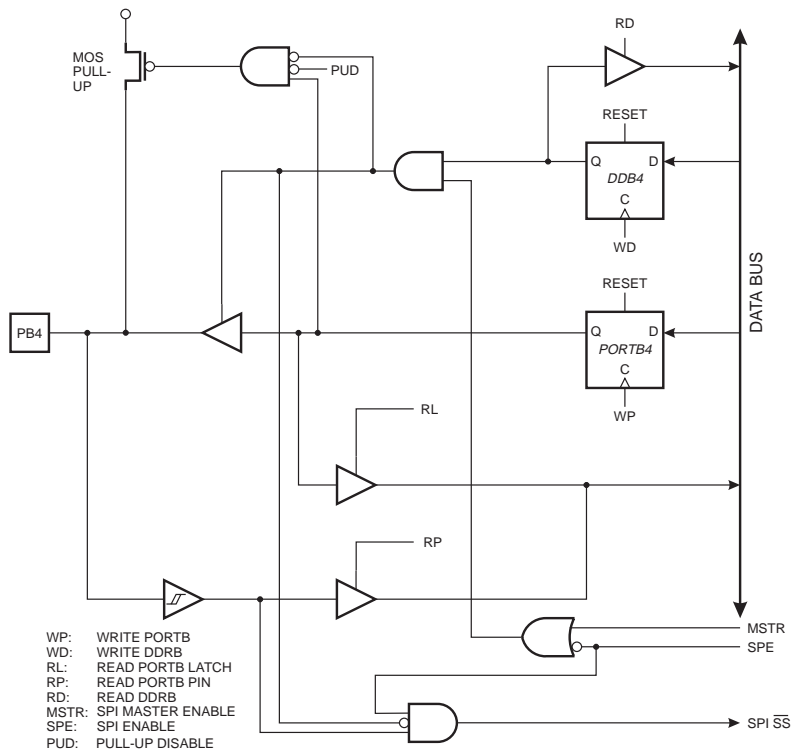 RD
MOS
PULL-
UP
PUD
RESET
Q D
DDB4
C
WD
RESET
PB4
Q D
PORTB4
C
WP
DATA BUS
RL
RP
MSTR
SPE
SPI S̅S̅
WP: WRITE PORTB
WD: WRITE DDRB
RL: READ PORTB LATCH
RP: READ PORTB PIN
RD: READ DDRB
MSTR: SPI MASTER ENABLE
SPE: SPI ENABLE
PUD: PULL-UP DISABLE